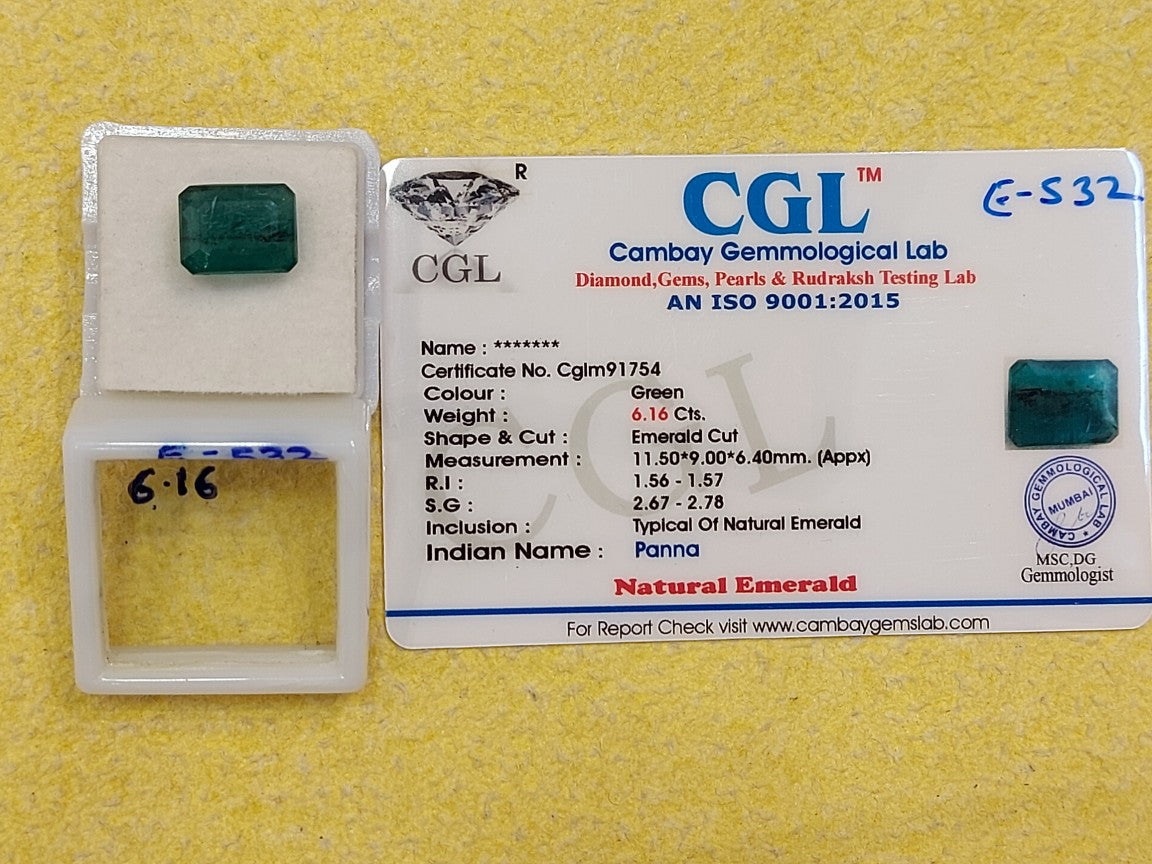 E-532
6.16
R
CGL
CGL™
Cambay Gemmological Lab
Diamond,Gems, Pearls & Rudraksh Testing Lab
AN ISO 9001:2015
E-532
Name : *******
Certificate No. Cglm91754
Colour : Green
Weight : 6.16 Cts.
Shape & Cut : Emerald Cut
Measurement : 11.50*9.00*6.40mm. (Appx)
R.I : 1.56 - 1.57
S.G : 2.67 - 2.78
Inclusion : Typical Of Natural Emerald
Indian Name : Panna
Natural Emerald
CGL
CAMBAY GEMMOLOGICAL LAB
MUMBAI
MSC,DG
Gemmologist
For Report Check visit www.cambaygemslab.com